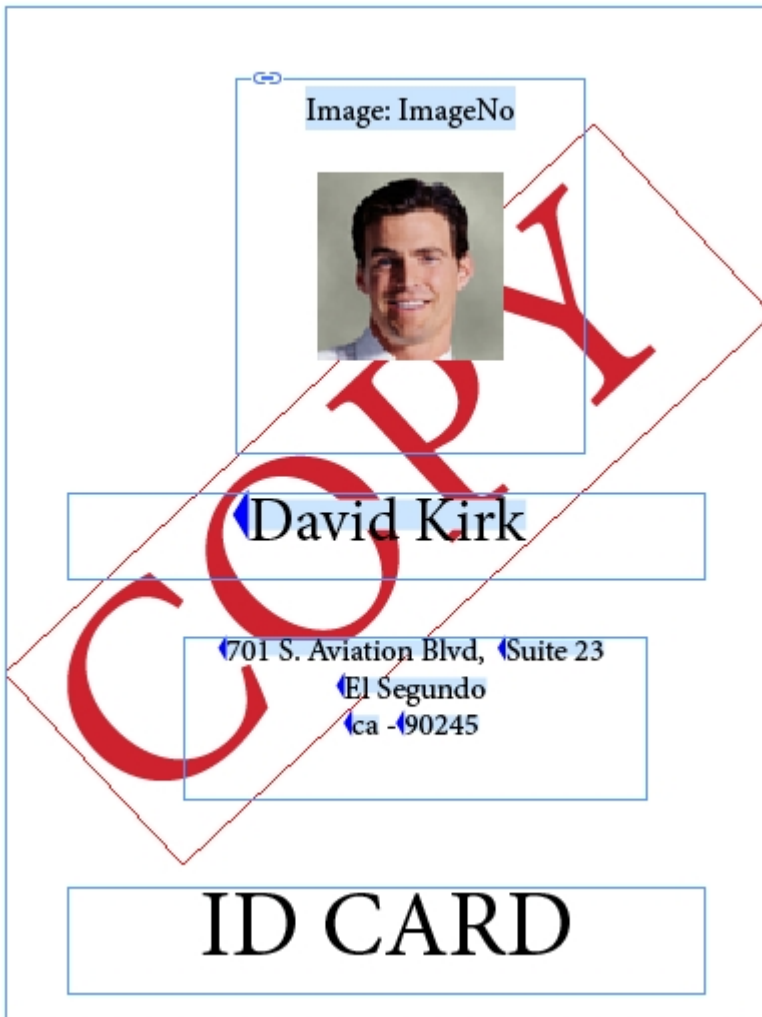 Image: ImageNo
COPY
David Kirk
701 S. Aviation Blvd, Suite 23
El Segundo
ca -90245
ID CARD